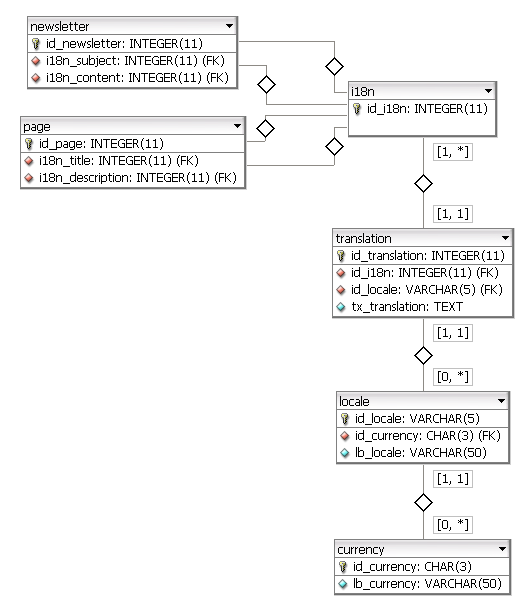 newsletter
id_newsletter: INTEGER(11)
i18n_subject: INTEGER(11) (FK)
i18n_content: INTEGER(11) (FK)
i18n
id_i18n: INTEGER(11)
page
id_page: INTEGER(11)
i18n_title: INTEGER(11) (FK)
i18n_description: INTEGER(11) (FK)
[1, *]
[1, 1]
translation
id_translation: INTEGER(11)
id_i18n: INTEGER(11) (FK)
id_locale: VARCHAR(5) (FK)
tx_translation: TEXT
[1, 1]
[0, *]
locale
id_locale: VARCHAR(5)
id_currency: CHAR(3) (FK)
lb_locale: VARCHAR(50)
[1, 1]
[0, *]
currency
id_currency: CHAR(3)
lb_currency: VARCHAR(50)